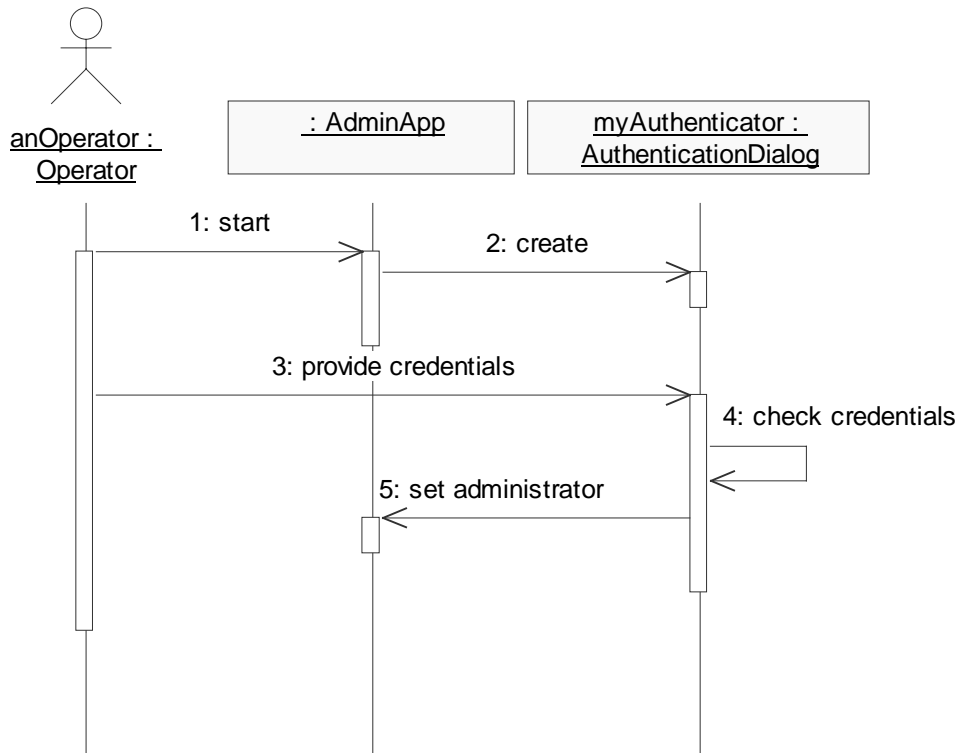 anOperator :
Operator
: AdminApp
myAuthenticator :
AuthenticationDialog
1: start
2: create
3: provide credentials
4: check credentials
5: set administrator